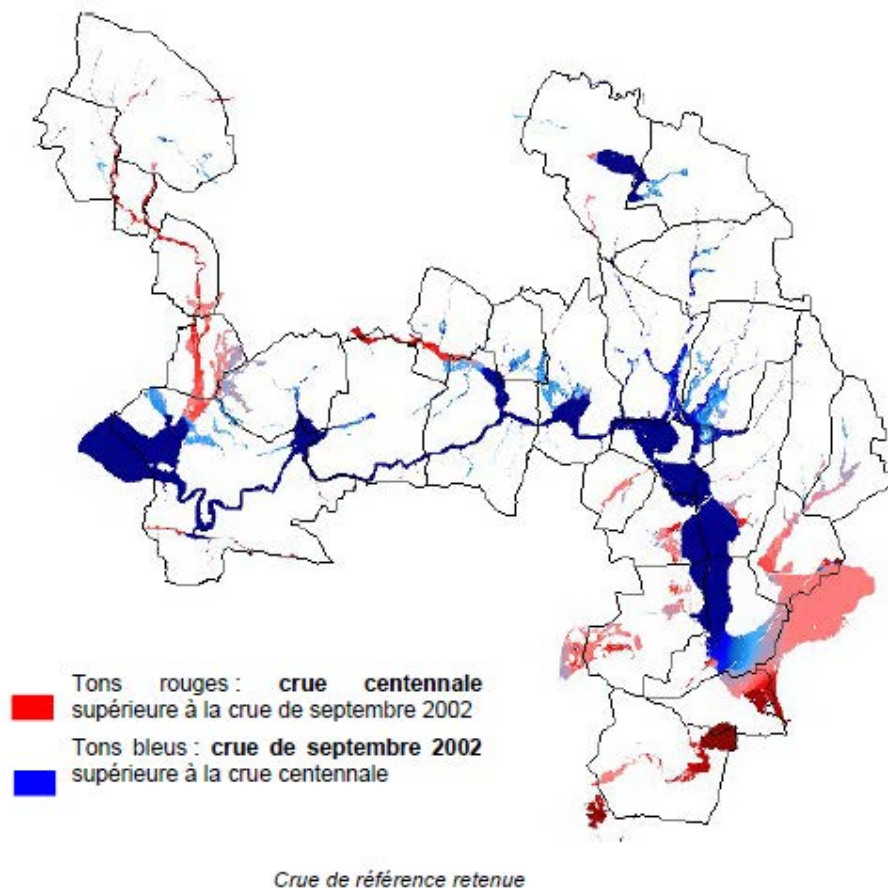 Tons rouges : crue centennale
supérieure à la crue de septembre 2002
Tons bleus : crue de septembre 2002
supérieure à la crue centennale
Crue de référence retenue